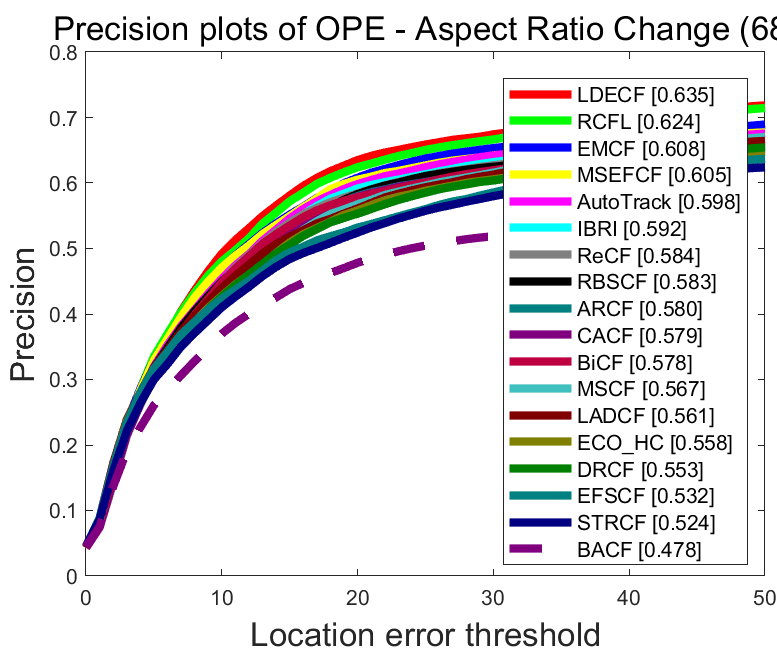 Precision plots of OPE - Aspect Ratio Change (68
0.8
0.7
0.6
0.5
0.4
0.3
0.2
0.1
0
Precision
LDECF [0.635]
RCFL [0.624]
EMCF [0.608]
MSEFCF [0.605]
AutoTrack [0.598]
IBRI [0.592]
ReCF [0.584]
RBSCF [0.583]
ARCF [0.580]
CACF [0.579]
BiCF [0.578]
MSCF [0.567]
LADCF [0.561]
ECO_HC [0.558]
DRCF [0.553]
EFSCF [0.532]
STRCF [0.524]
BACF [0.478]
0 10 20 30 40 50
Location error threshold